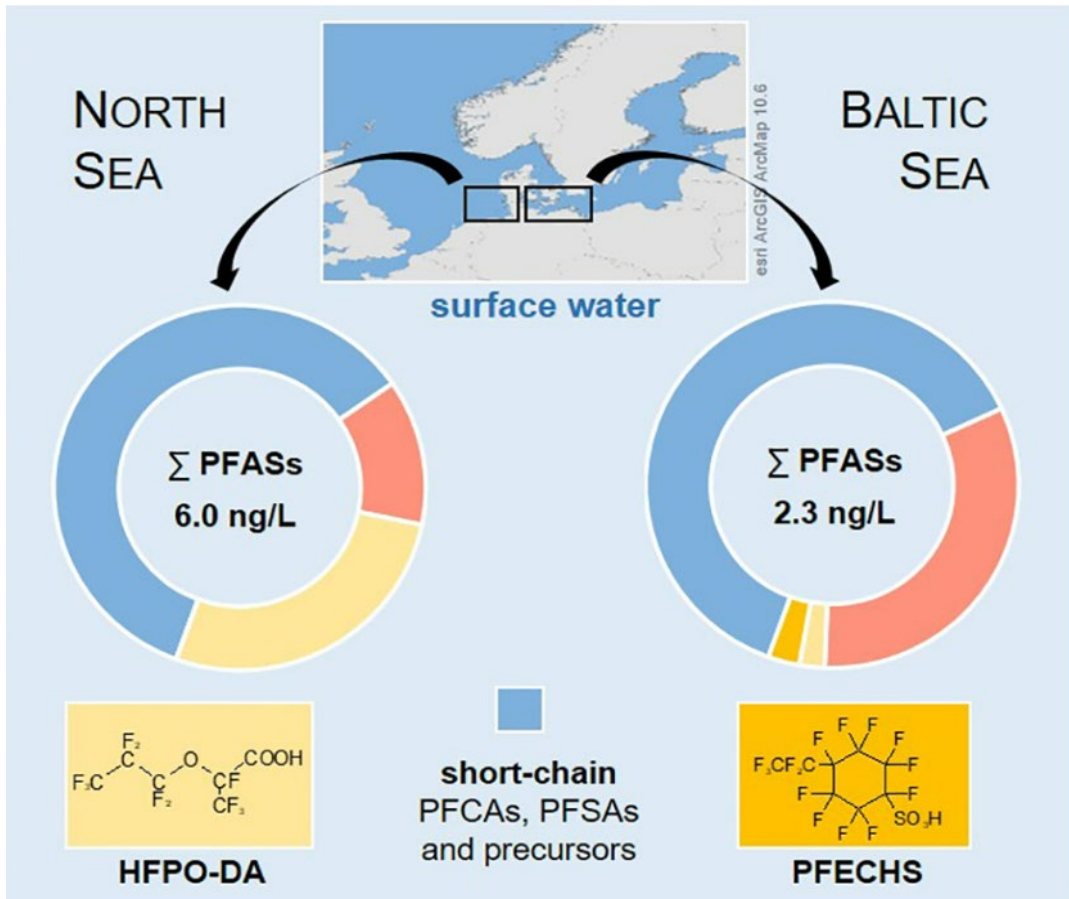 NORTH
SEA
BALTIC
SEA
esri ArcGIS ArcMap 10.6
surface water
∑ PFASs
6.0 ng/L
∑ PFASs
2.3 ng/L
F₃C
F₂
C
C
F₂
O
CF
COOH
CF₃
HFPO-DA
short-chain
PFCAs, PFSAs
and precursors
F F F F
F₃CF₂C F F
F F
F F F SO₃H
PFECHS